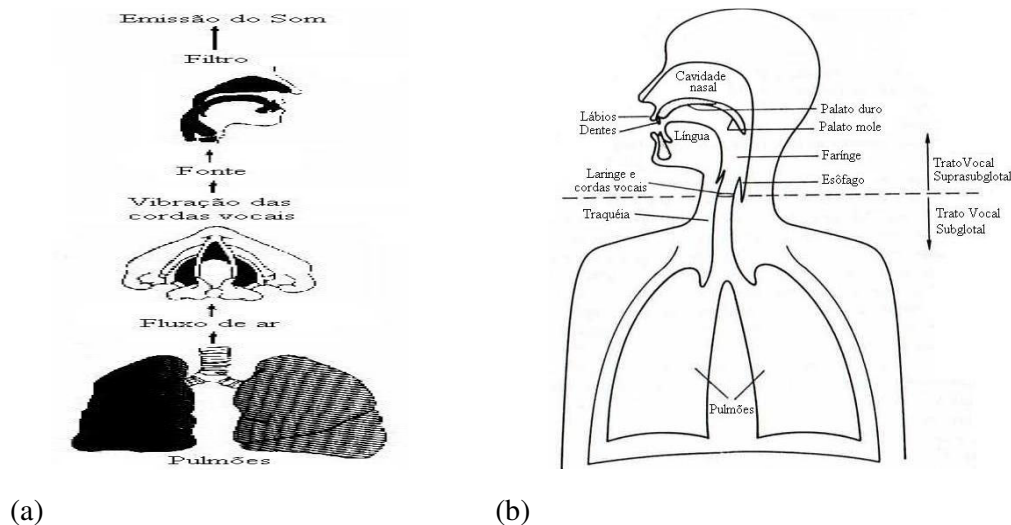 Emissão do Som
Filtro
Fonte
Vibração das
cordas vocais
Fluxo de ar
Pulmões
(a)
Cavidade
nasal
Lábios
Dentes
Língua
Palato duro
Palato mole
Farínge
Laringe e
cordas vocais
Esôfago
Traquéia
Trato Vocal
Suprasubglotal
Trato Vocal
Subglotal
Pulmões
(b)